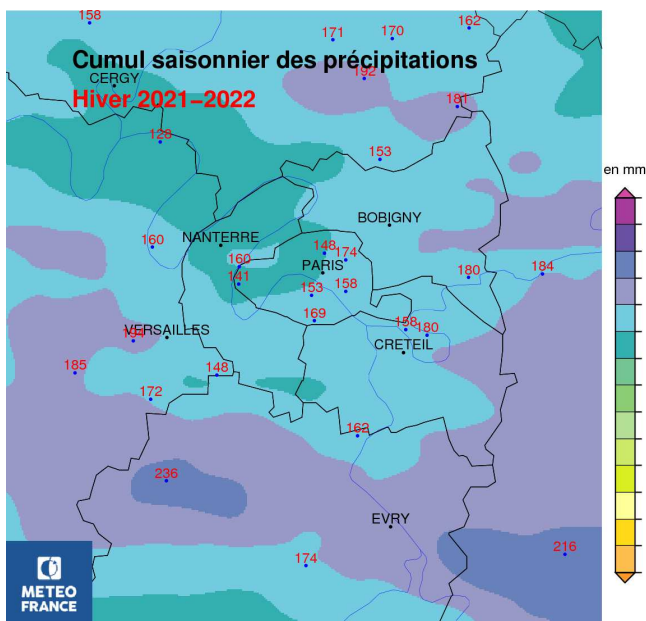 158
171
170
162
Cumul saisonnier des précipitations
CERGY
192
Hiver 2021–2022
181
128
153
en mm
BOBIGNY
160
NANTERRE
148
174
160
PARIS
180
184
141
153
158
169
VERSAILLES
158
180
194
CRETEIL
185
148
172
162
236
EVRY
174
216
METEO
FRANCE